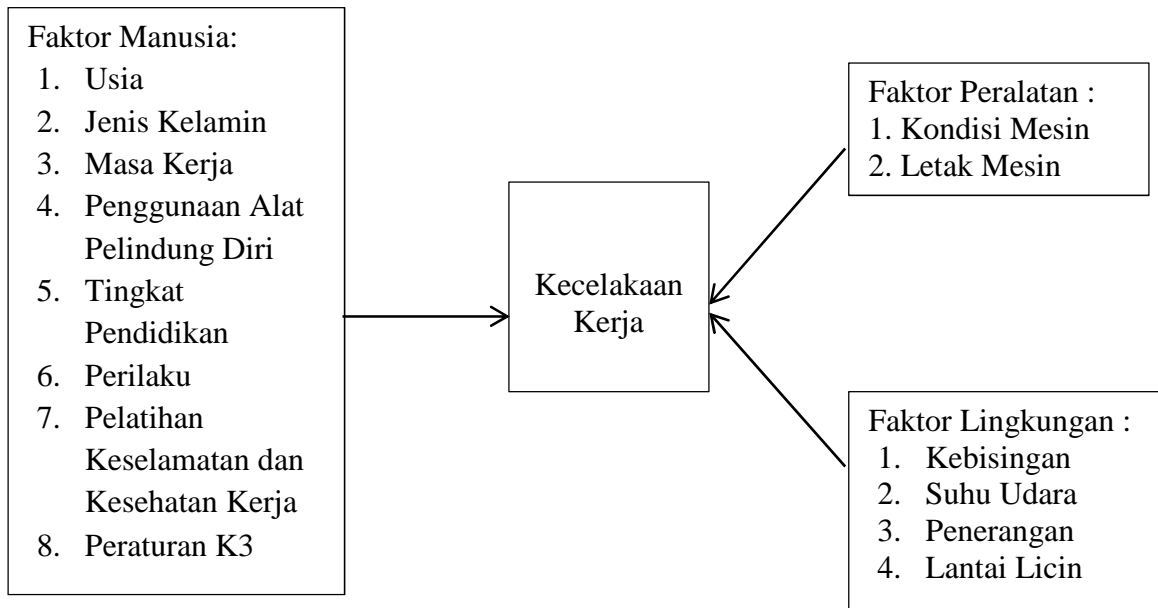 Faktor Manusia:
1. Usia
2. Jenis Kelamin
3. Masa Kerja
4. Penggunaan Alat
Pelindung Diri
5. Tingkat
Pendidikan
6. Perilaku
7. Pelatihan
Keselamatan dan
Kesehatan Kerja
8. Peraturan K3
Kecelakaan
Kerja
Faktor Peralatan :
1. Kondisi Mesin
2. Letak Mesin
Faktor Lingkungan :
1. Kebisingan
2. Suhu Udara
3. Penerangan
4. Lantai Licin